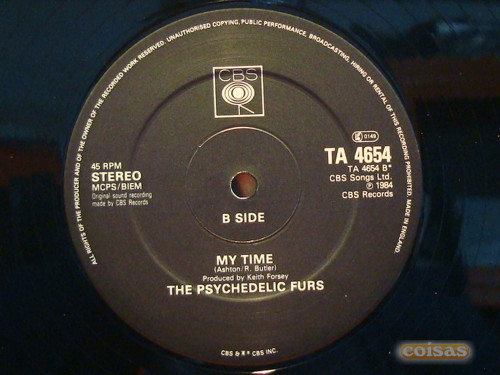 ALL RIGHTS OF THE PRODUCER AND OF THE OWNER OF THE RECORDED WORK RESERVED. UNAUTHORISED COPYING, PUBLIC PERFORMANCE, BROADCASTING, HIRING OR RENTAL OF THIS RECORD PROHIBITED. MADE IN ENGLAND.
CBS
45 RPM
STEREO
MCPS/BIEM
Original sound recording
made by CBS Records
G 0149
TA 4654
TA 4654 B*
CBS Songs Ltd.
℗ 1984
CBS Records
B SIDE
MY TIME
(Ashton/R. Butler)
Produced by Keith Forsey
THE PSYCHEDELIC FURS
CBS & ® CBS INC.
coisas